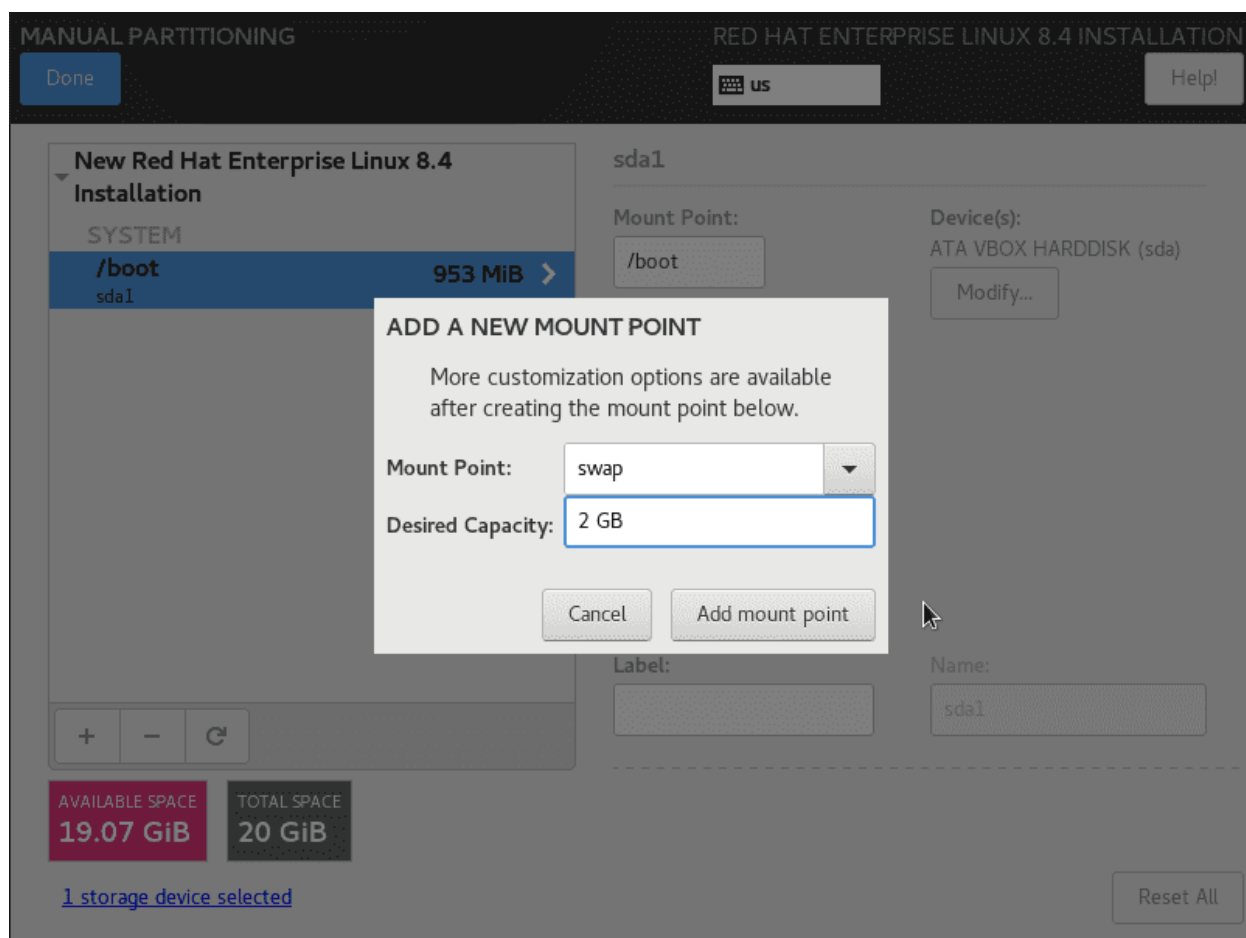 MANUAL PARTITIONING
RED HAT ENTERPRISE LINUX 8.4 INSTALLATION
Done
us
Help!
New Red Hat Enterprise Linux 8.4
Installation
SYSTEM
/boot
953 MiB
sda1
sda1
Mount Point:
/boot
Device(s):
ATA VBOX HARDDISK (sda)
Modify...
ADD A NEW MOUNT POINT
More customization options are available
after creating the mount point below.
Mount Point:
swap
Desired Capacity:
2 GB
Cancel
Add mount point
Label:
Name:
sda1
AVAILABLE SPACE
19.07 GiB
TOTAL SPACE
20 GiB
1 storage device selected
Reset All